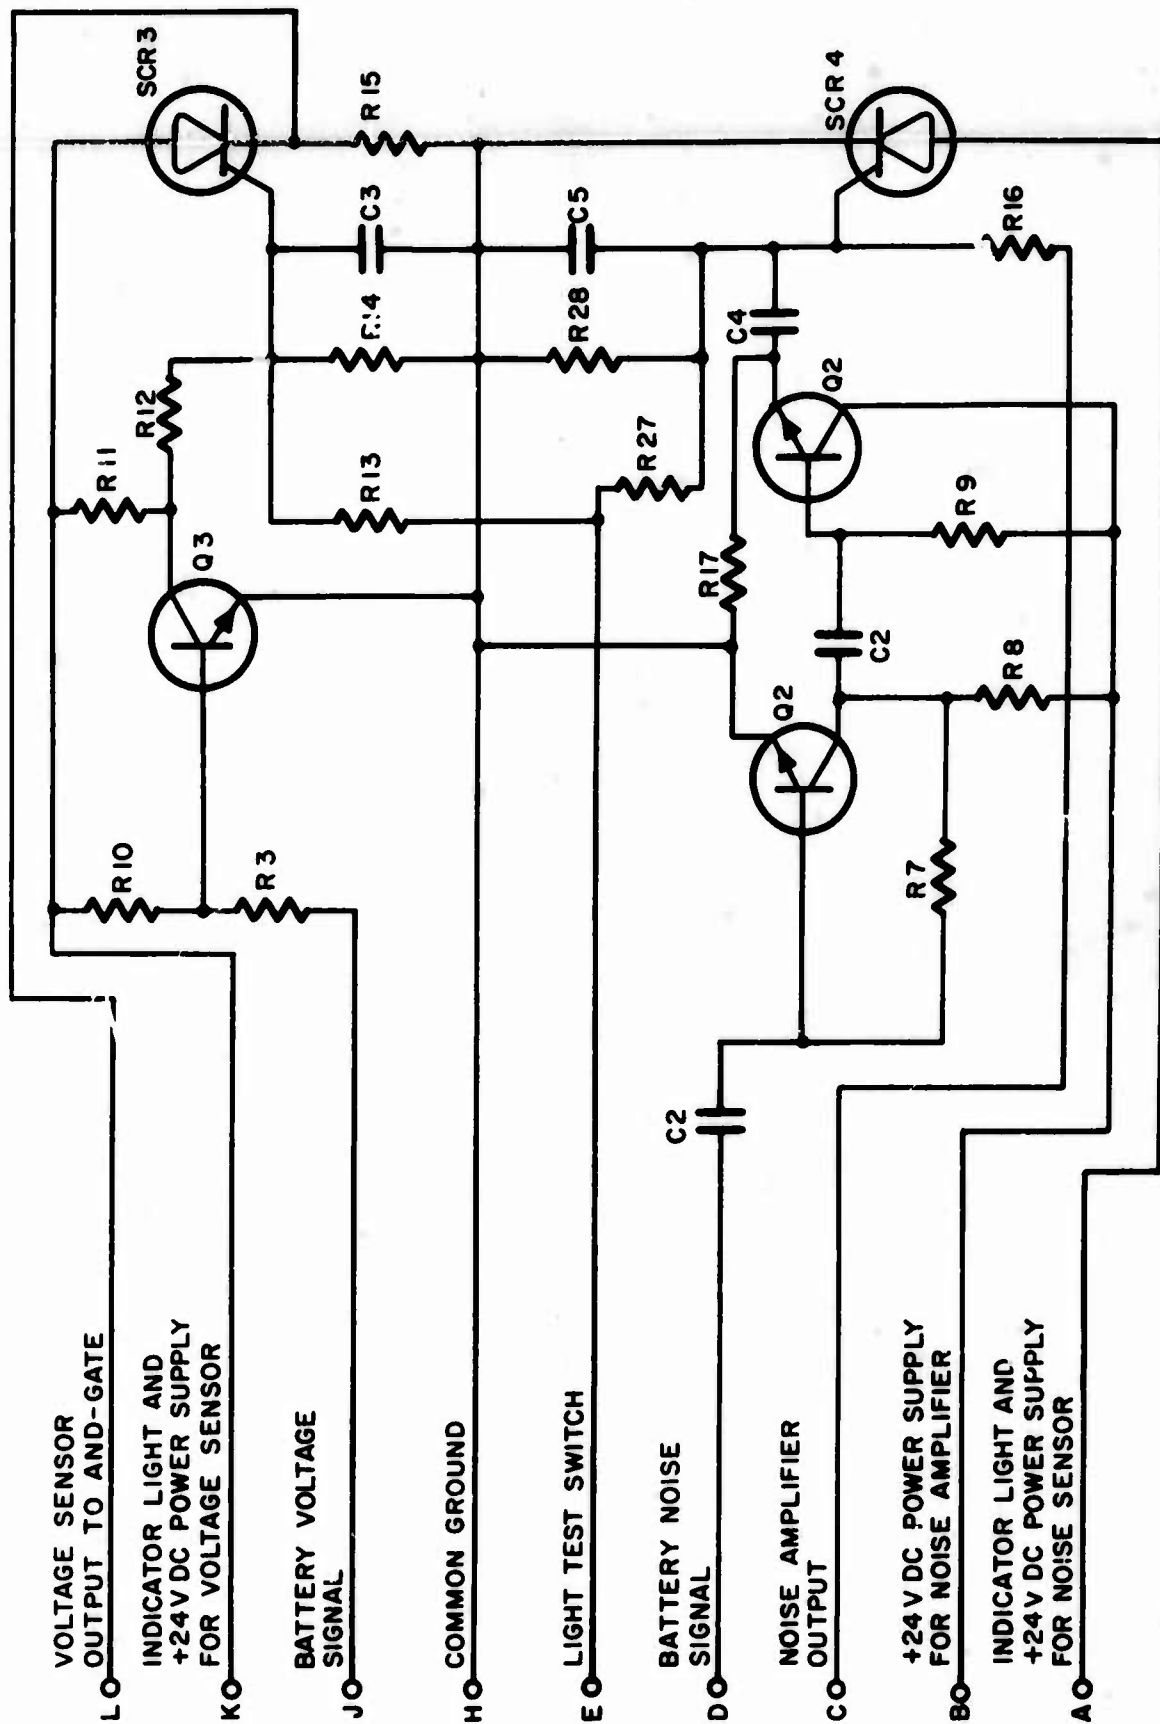 L
VOLTAGE SENSOR
OUTPUT TO AND-GATE
K
INDICATOR LIGHT AND
+24V DC POWER SUPPLY
FOR VOLTAGE SENSOR
J
BATTERY VOLTAGE
SIGNAL
H
COMMON GROUND
E
LIGHT TEST SWITCH
D
BATTERY NOISE
SIGNAL
C
NOISE AMPLIFIER
OUTPUT
B
+24V DC POWER SUPPLY
FOR NOISE AMPLIFIER
A
INDICATOR LIGHT AND
+24V DC POWER SUPPLY
FOR NOISE SENSOR
R10
R3
Q3
R11
R12
R13
C3
SCR3
R15
R27
R28
C5
C2
R7
Q2
C2
R8
R17
R9
Q2
C4
R16
SCR4